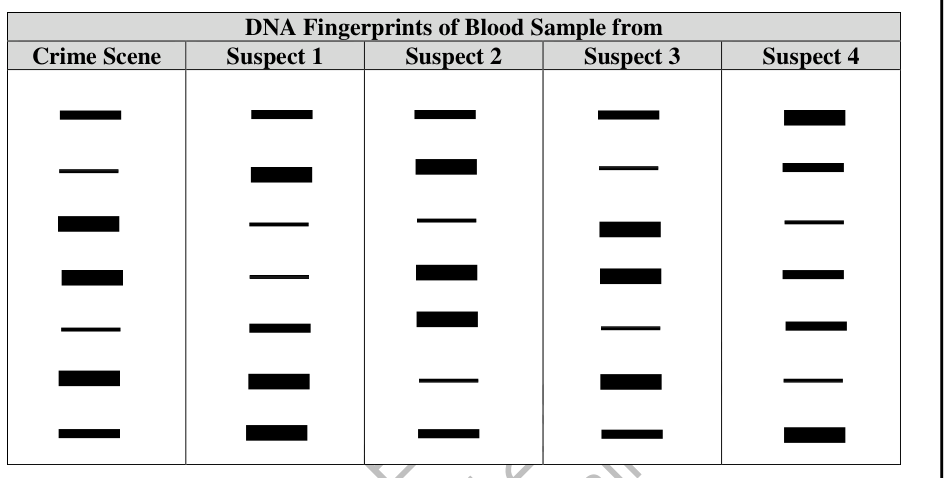 DNA Fingerprints of Blood Sample from
Crime Scene Suspect 1 Suspect 2 Suspect 3 Suspect 4